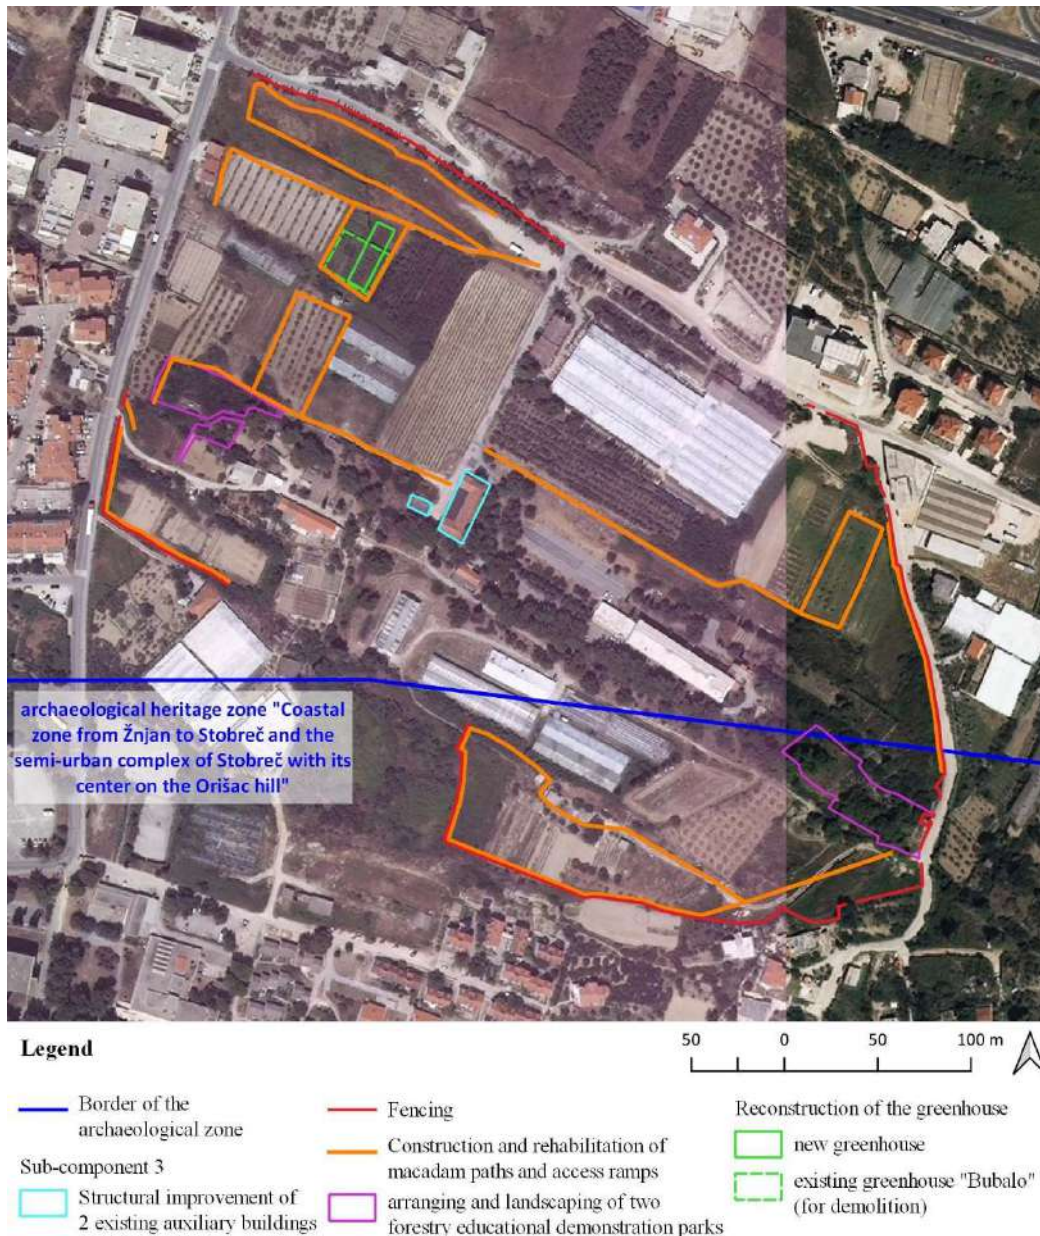 archaeological heritage zone "Coastal
zone from Žnjan to Stobreč and the
semi-urban complex of Stobreč with its
center on the Orišac hill"
Legend
50 0 50 100 m
Border of the
archaeological zone
Sub-component 3
Structural improvement of
2 existing auxiliary buildings
Fencing
Construction and rehabilitation of
macadam paths and access ramps
arranging and landscaping of two
forestry educational demonstration parks
Reconstruction of the greenhouse
new greenhouse
existing greenhouse "Bubalo"
(for demolition)